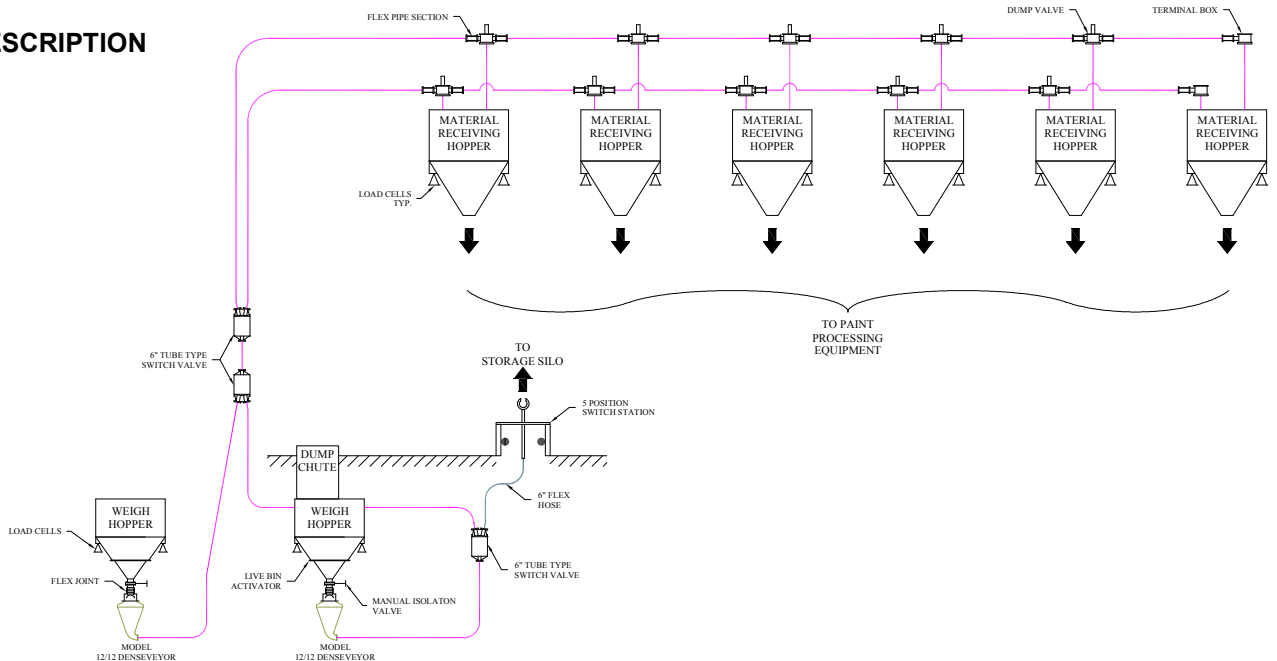 ESCRIPTION
FLEX PIPE SECTION
DUMP VALVE
TERMINAL BOX
MATERIAL
RECEIVING
HOPPER
MATERIAL
RECEIVING
HOPPER
MATERIAL
RECEIVING
HOPPER
MATERIAL
RECEIVING
HOPPER
MATERIAL
RECEIVING
HOPPER
MATERIAL
RECEIVING
HOPPER
LOAD CELLS
TYP.
TO PAINT
PROCESSING
EQUIPMENT
6" TUBE TYPE
SWITCH VALVE
TO
STORAGE SILO
5 POSITION
SWITCH STATION
DUMP
CHUTE
6" FLEX
HOSE
WEIGH
HOPPER
WEIGH
HOPPER
LOAD CELLS
6" TUBE TYPE
SWITCH VALVE
FLEX JOINT
LIVE BIN
ACTIVATOR
MANUAL ISOLATON
VALVE
MODEL
12/12 DENSEVEYOR
MODEL
12/12 DENSEVEYOR